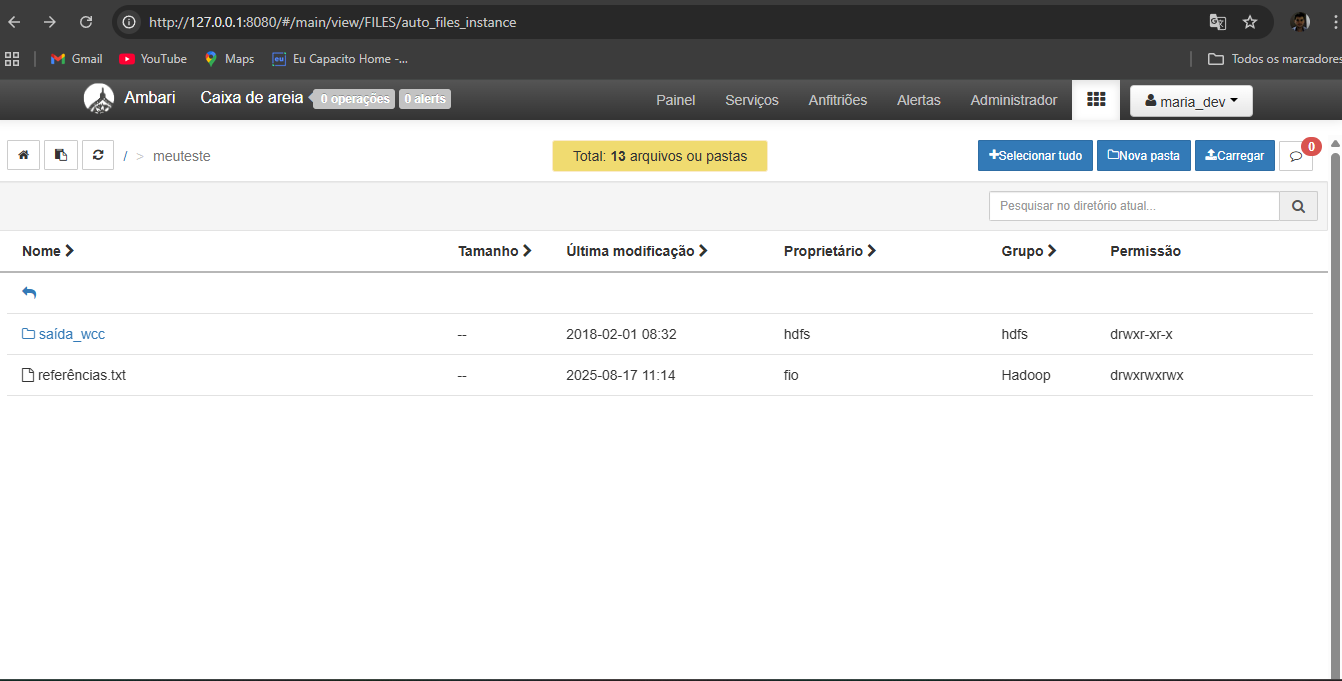 http://127.0.0.1:8080/#/main/view/FILES/auto_files_instance
Gmail YouTube Maps Eu Capacito Home -... Todos os marcadores
Ambari Caixa de areia 0 operações 0 alerts Painel Serviços Anfitriões Alertas Administrador maria_dev
/ > meuteste Total: 13 arquivos ou pastas +Selecionar tudo Nova pasta Carregar 0
Pesquisar no diretório atual...
Nome Tamanho Última modificação Proprietário Grupo Permissão
saída_wcc -- 2018-02-01 08:32 hdfs hdfs drwxr-xr-x
referências.txt -- 2025-08-17 11:14 fio Hadoop drwxrwxrwx